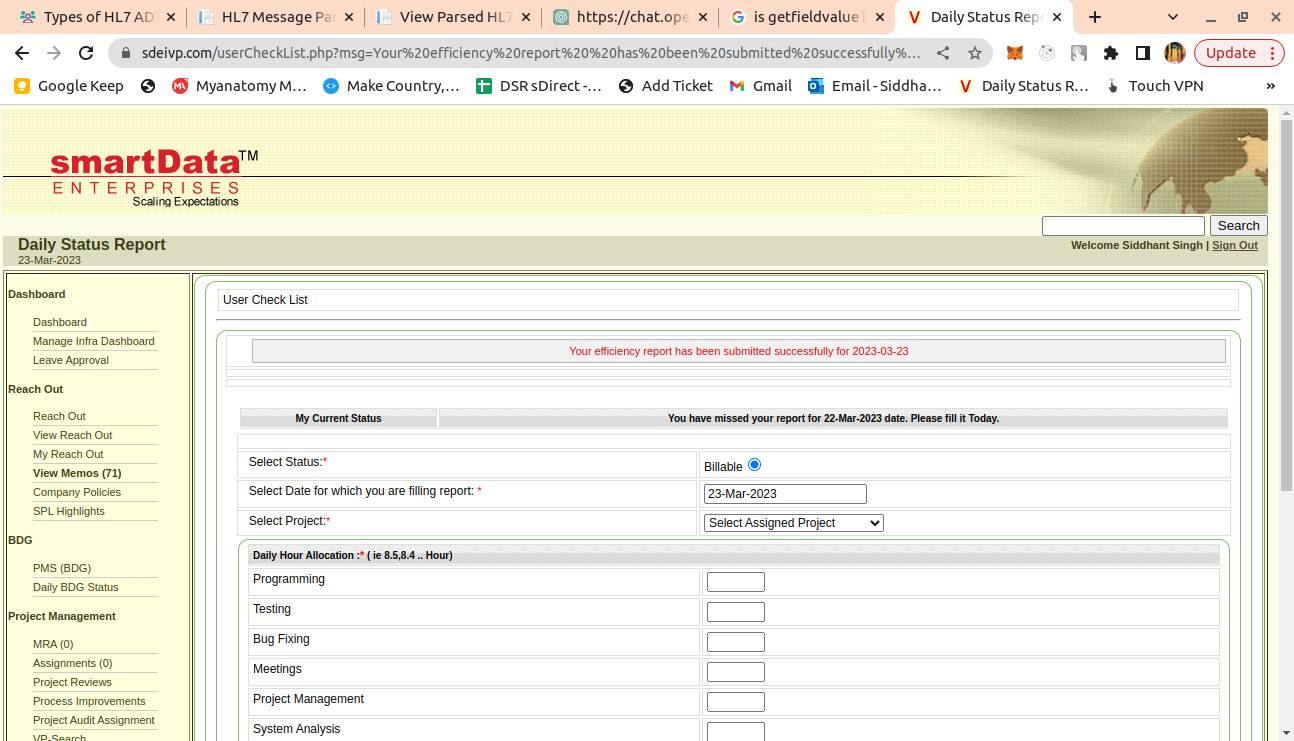 Types of HL7 ADT
HL7 Message Par
View Parsed HL7
https://chat.ope
is getfieldvalue i
Daily Status Repo
sdeivp.com/userCheckList.php?msg=Your%20efficiency%20report%20%20has%20been%20submitted%20successfully%...
Update
Google Keep
Myanatomy M...
Make Country,...
DSR sDirect -...
Add Ticket
Gmail
Email - Siddha...
Daily Status R...
Touch VPN
»
smartData™
ENTERPRISES
Scaling Expectations
Search
Daily Status Report
Welcome Siddhant Singh | Sign Out
23-Mar-2023
Dashboard
Dashboard
Manage Infra Dashboard
Leave Approval
Reach Out
Reach Out
View Reach Out
My Reach Out
View Memos (71)
Company Policies
SPL Highlights
BDG
PMS (BDG)
Daily BDG Status
Project Management
MRA (0)
Assignments (0)
Project Reviews
Process Improvements
Project Audit Assignment
VP-Search
User Check List
Your efficiency report has been submitted successfully for 2023-03-23
My Current Status
You have missed your report for 22-Mar-2023 date. Please fill it Today.
Select Status:*
Billable
Select Date for which you are filling report: *
23-Mar-2023
Select Project:*
Select Assigned Project
Daily Hour Allocation :* ( ie 8.5,8.4 .. Hour)
Programming
Testing
Bug Fixing
Meetings
Project Management
System Analysis